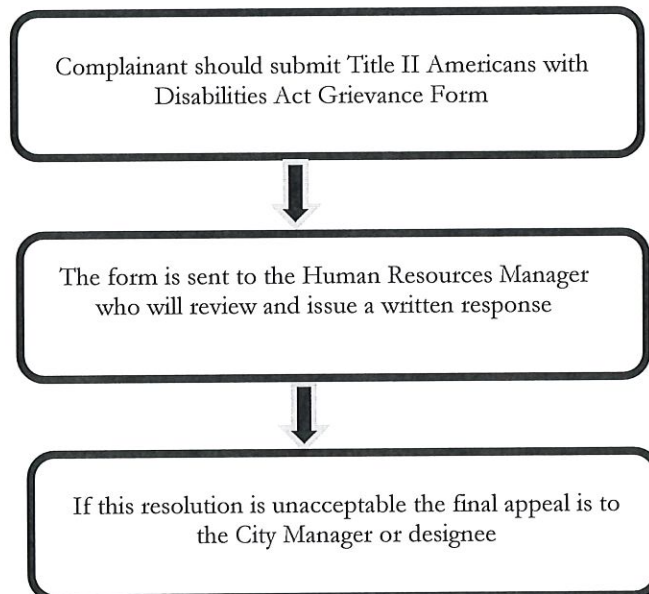 Complainant should submit Title II Americans with
Disabilities Act Grievance Form
The form is sent to the Human Resources Manager
who will review and issue a written response
If this resolution is unacceptable the final appeal is to
the City Manager or designee